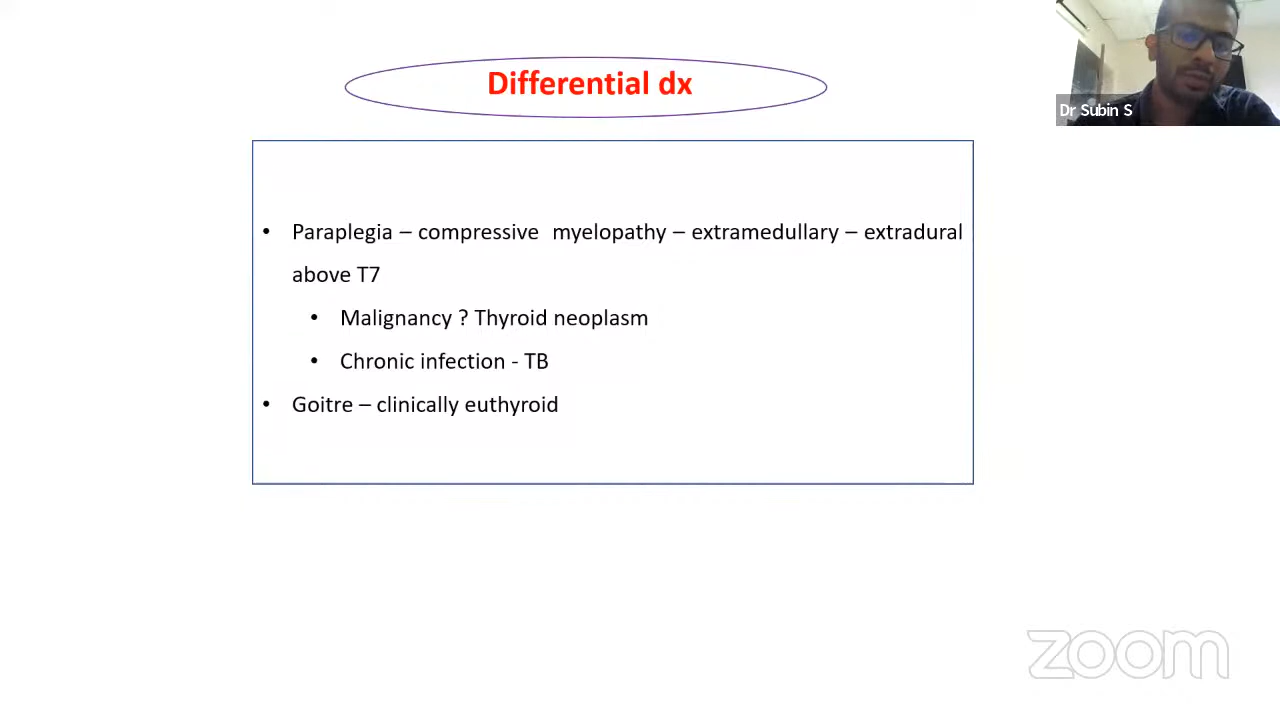 Differential dx
Dr Subin S
• Paraplegia – compressive myelopathy – extramedullary – extradural
above T7
• Malignancy ? Thyroid neoplasm
• Chronic infection - TB
• Goitre – clinically euthyroid
zoom